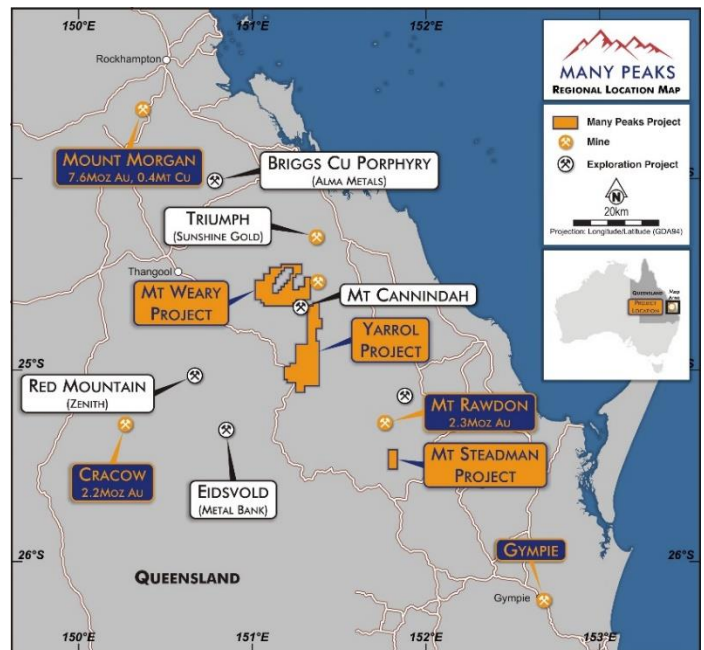 150°E
151°E
152°E
Rockhampton
MANY PEAKS
REGIONAL LOCATION MAP
Many Peaks Project
Mine
Exploration Project
N
20km
Projection: Longitude/Latitude (GDA94)
MOUNT MORGAN
7.6MOZ AU, 0.4MT CU
BRIGGS CU PORPHYRY
(ALMA METALS)
TRIUMPH
(SUNSHINE GOLD)
Thangool
MT WEARY
PROJECT
MT CANNINDAH
YARROL
PROJECT
QUEENSLAND
PROJECT
LOCATION
MAP
AREA
25°S
RED MOUNTAIN
(ZENITH)
MT RAWDON
2.3MOZ AU
CRACOW
2.2MOZ AU
EIDSVOLD
(METAL BANK)
MT STEADMAN
PROJECT
26°S
26°S
QUEENSLAND
GYMPIE
Gympie
150°E
151°E
152°E
153°E